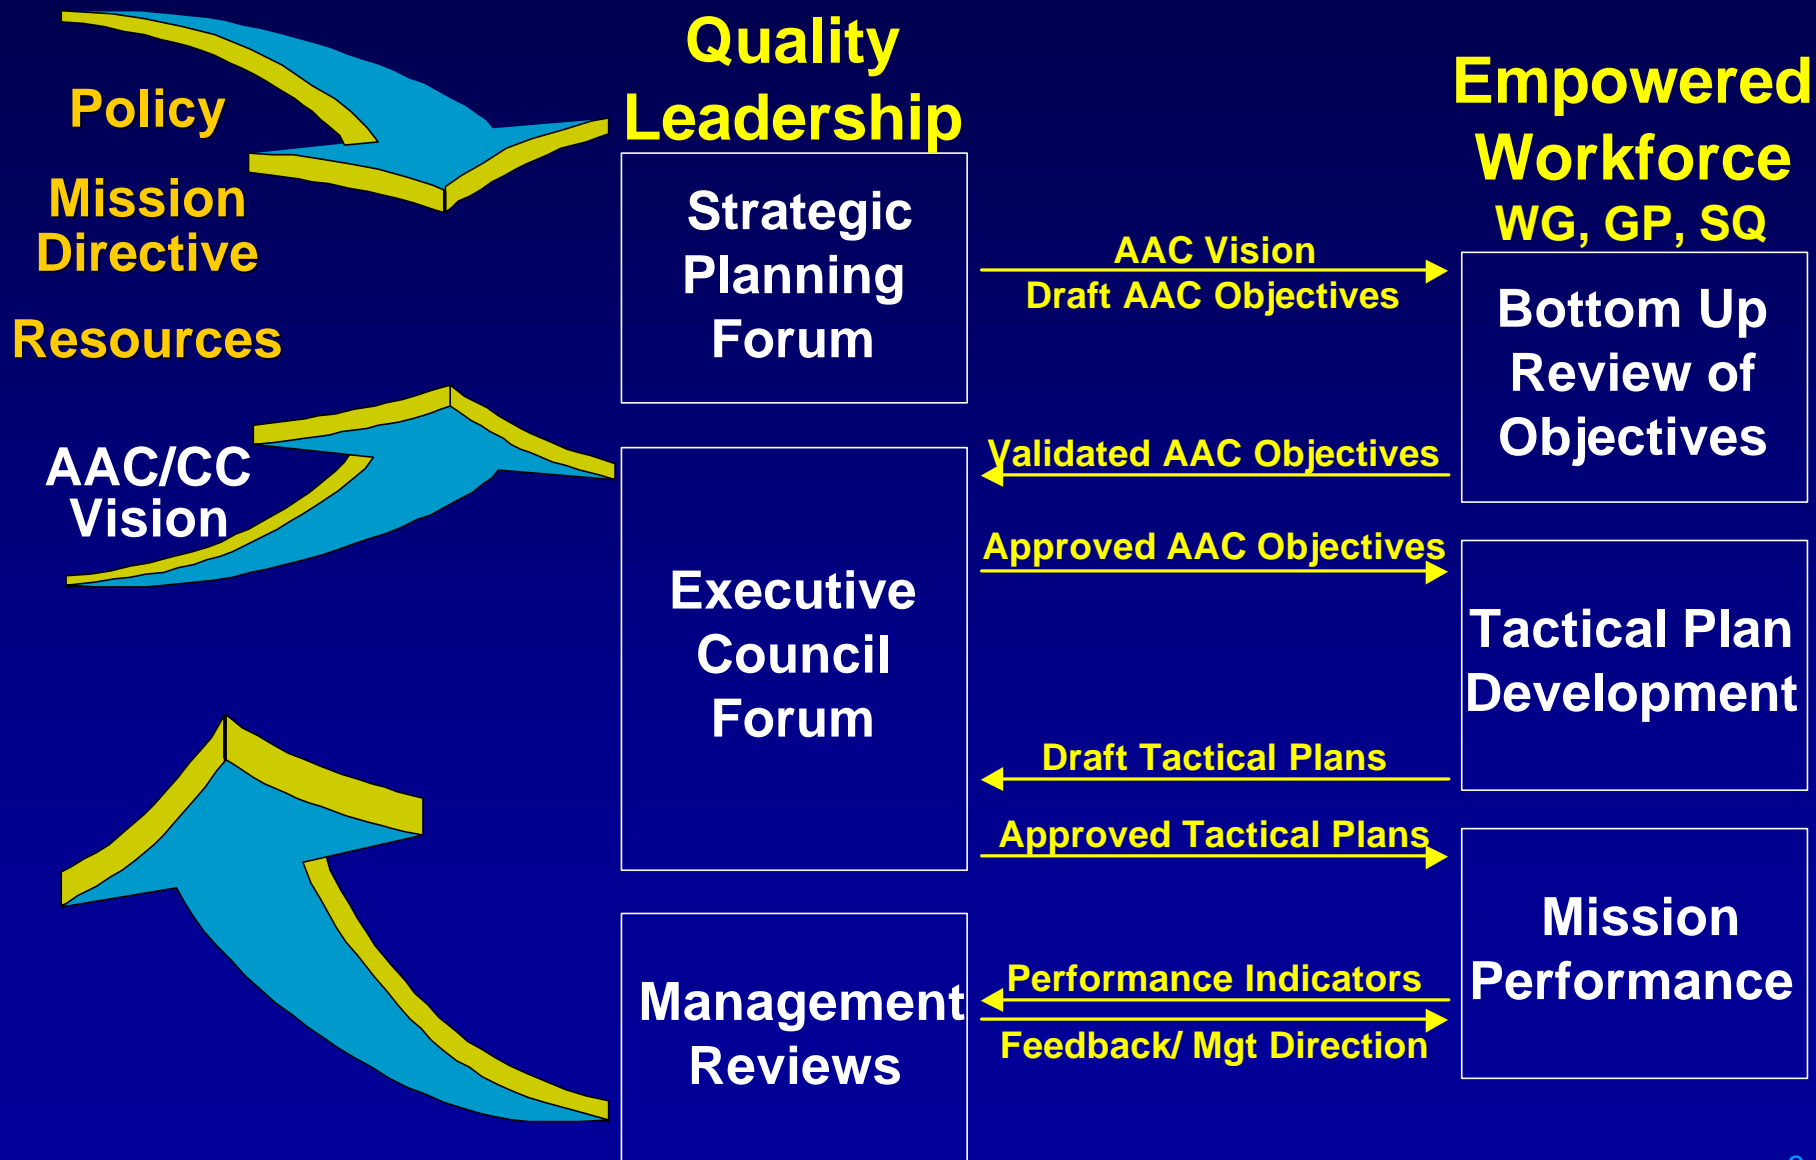 Policy
Mission
Directive
Resources
AAC/CC
Vision
Quality
Leadership
Strategic
Planning
Forum
Executive
Council
Forum
Management
Reviews
AAC Vision
Draft AAC Objectives
Validated AAC Objectives
Approved AAC Objectives
Draft Tactical Plans
Approved Tactical Plans
Performance Indicators
Feedback/ Mgt Direction
Empowered
Workforce
WG, GP, SQ
Bottom Up
Review of
Objectives
Tactical Plan
Development
Mission
Performance